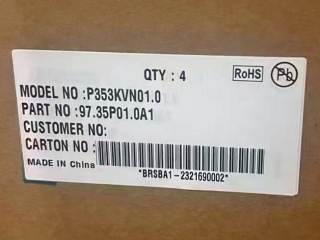 QTY : 4
RoHS
Pb
MODEL NO :P353KVN01.0
PART NO :97.35P01.0A1
CUSTOMER NO:
CARTON NO :
*BRSBA1-2321690002*
MADE IN China